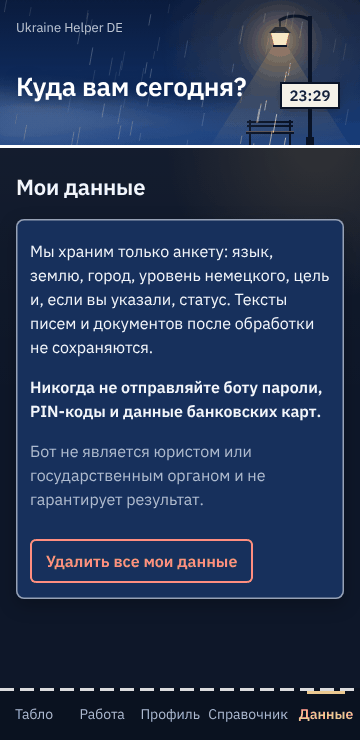 Ukraine Helper DE
Куда вам сегодня?
23:29
Мои данные
Мы храним только анкету: язык,
землю, город, уровень немецкого, цель
и, если вы указали, статус. Тексты
писем и документов после обработки
не сохраняются.
Никогда не отправляйте боту пароли,
PIN-коды и данные банковских карт.
Бот не является юристом или
государственным органом и не
гарантирует результат.
Удалить все мои данные
Табло Работа Профиль Справочник Данные